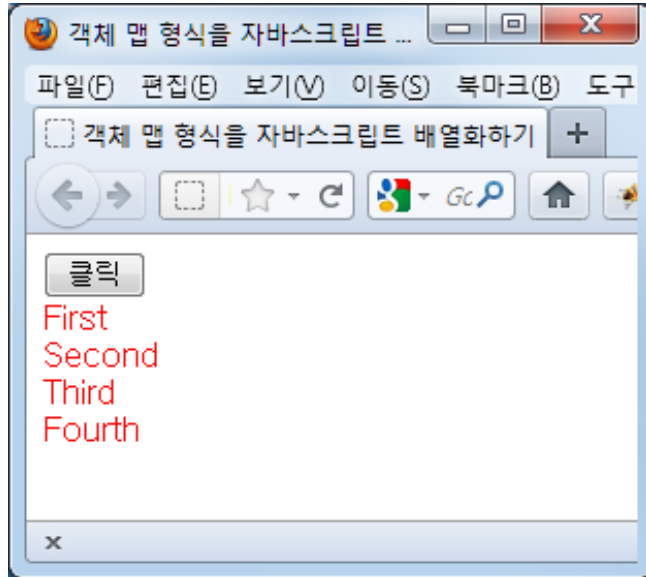 객체 맵 형식을 자바스크립트 ...
파일(F) 편집(E) 보기(V) 이동(S) 북마크(B) 도구
객체 맵 형식을 자바스크립트 배열화하기
클릭
First
Second
Third
Fourth